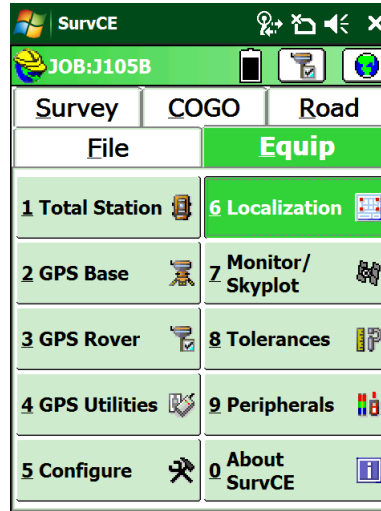 SurvCE
JOB:J105B
Survey COGO Road
File Equip
1 Total Station 6 Localization
2 GPS Base 7 Monitor/
Skyplot
3 GPS Rover 8 Tolerances
4 GPS Utilities 9 Peripherals
5 Configure 0 About
SurvCE